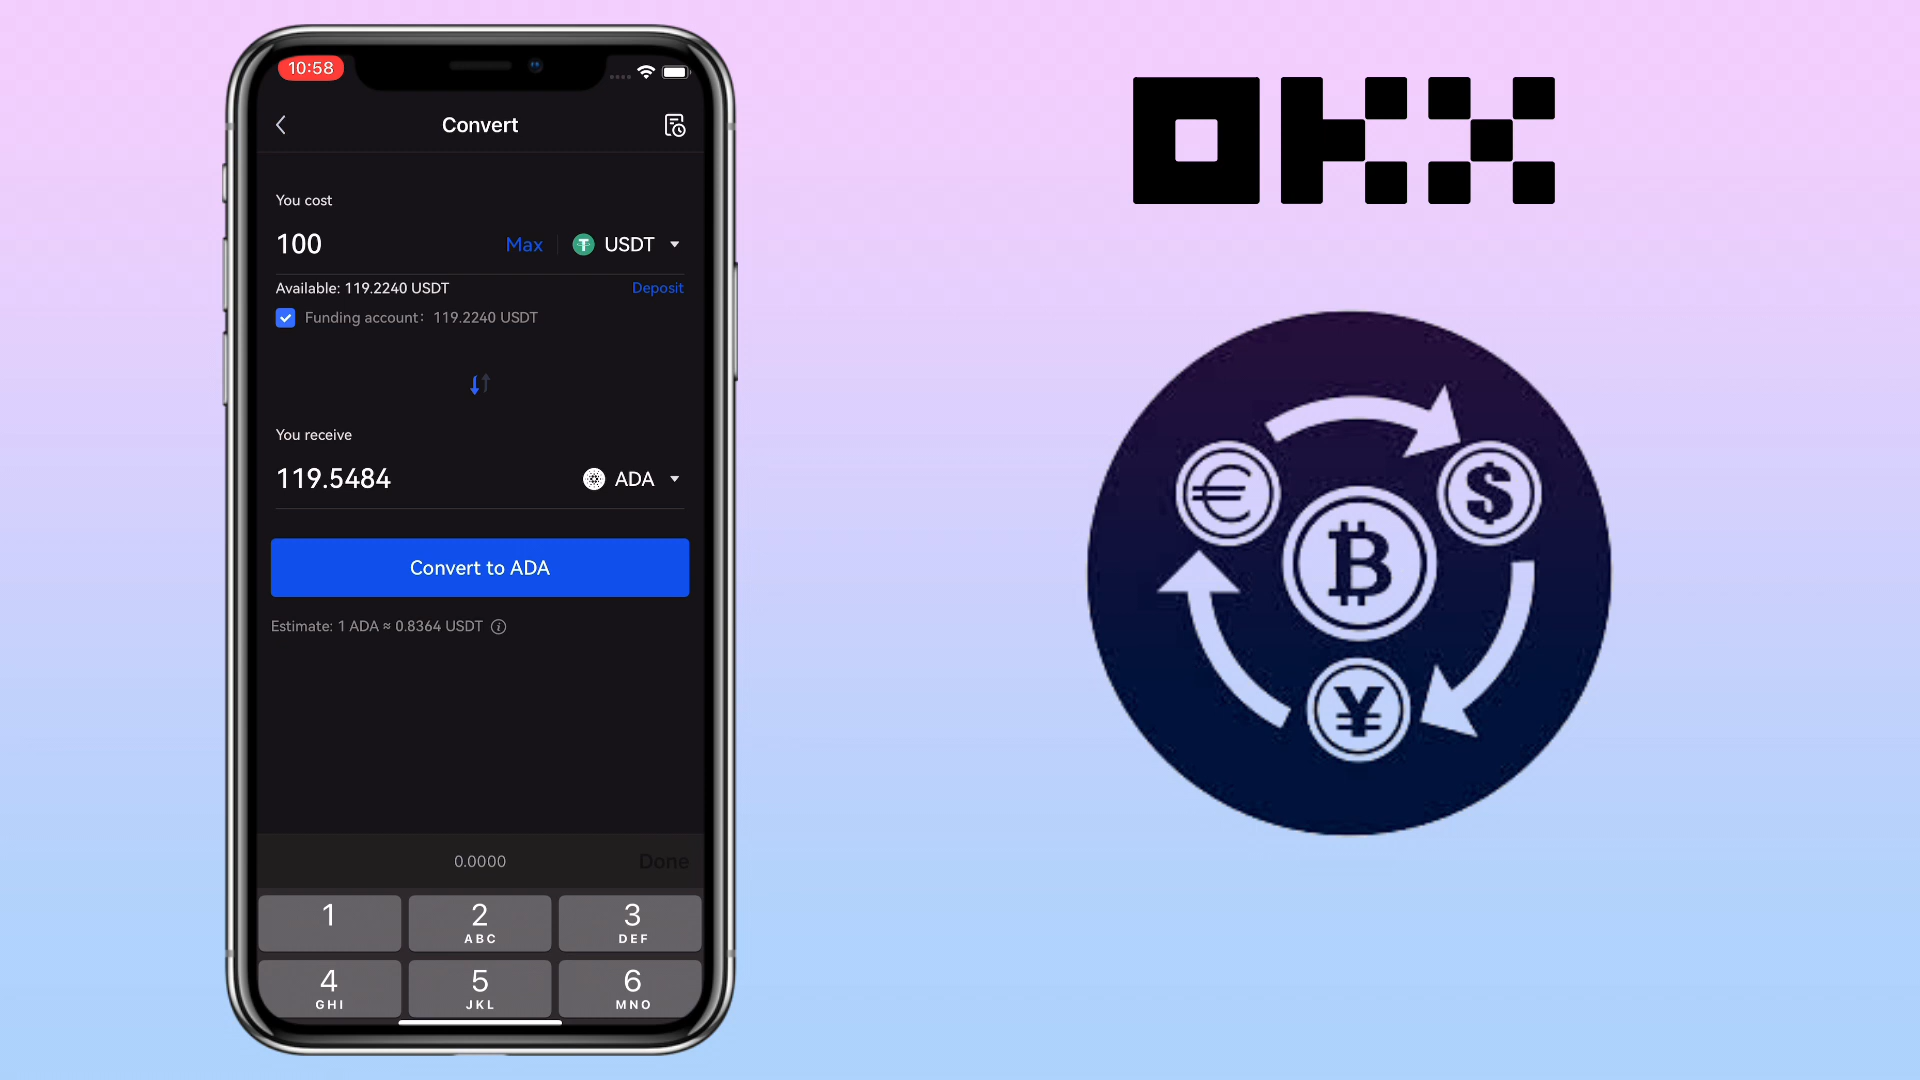 10:58
Convert
You cost
100 Max USDT
Available: 119.2240 USDT Deposit
Funding account: 119.2240 USDT
You receive
119.5484 ADA
Convert to ADA
Estimate: 1 ADA ≈ 0.8364 USDT
0.0000 Done
1 2 3
ABC DEF
4 5 6
GHI JKL MNO
OKX
€ $
₿
¥